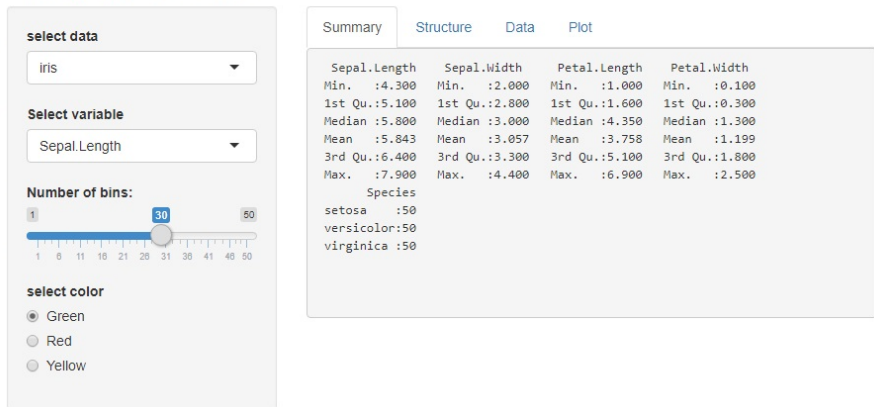 select data
iris
Select variable
Sepal.Length
Number of bins:
1 30 50
1 6 11 16 21 26 31 36 41 46 50
select color
Green
Red
Yellow
Summary Structure Data Plot
Sepal.Length Sepal.Width Petal.Length Petal.Width
Min. :4.300 Min. :2.000 Min. :1.000 Min. :0.100
1st Qu.:5.100 1st Qu.:2.800 1st Qu.:1.600 1st Qu.:0.300
Median :5.800 Median :3.000 Median :4.350 Median :1.300
Mean :5.843 Mean :3.057 Mean :3.758 Mean :1.199
3rd Qu.:6.400 3rd Qu.:3.300 3rd Qu.:5.100 3rd Qu.:1.800
Max. :7.900 Max. :4.400 Max. :6.900 Max. :2.500
Species
setosa :50
versicolor:50
virginica :50